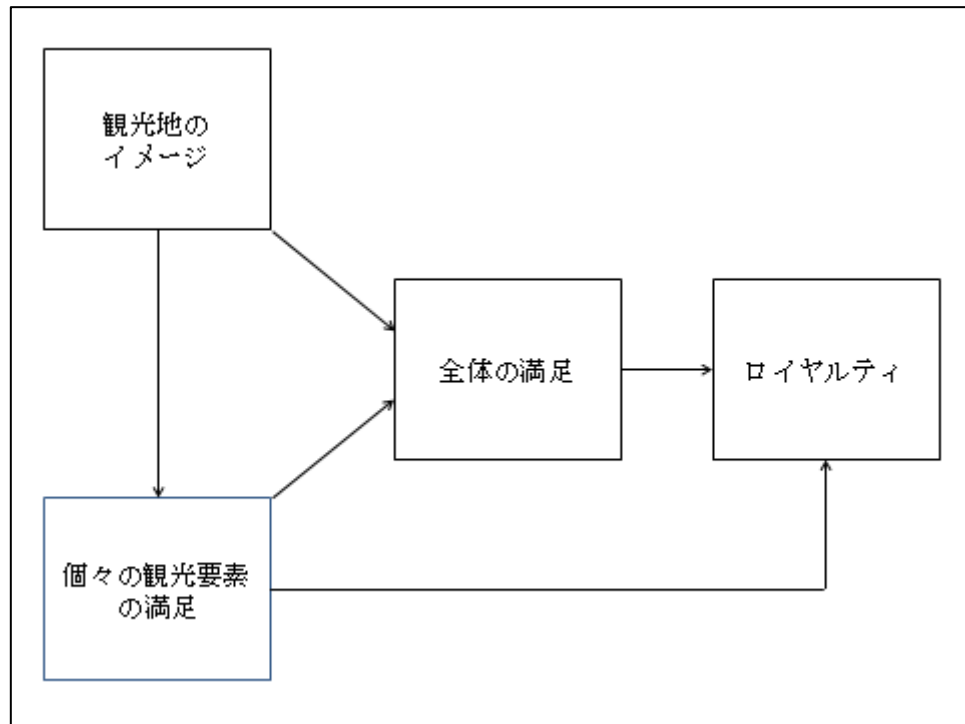 観光地の
イメージ
全体の満足
ロイヤルティ
個々の観光要素
の満足